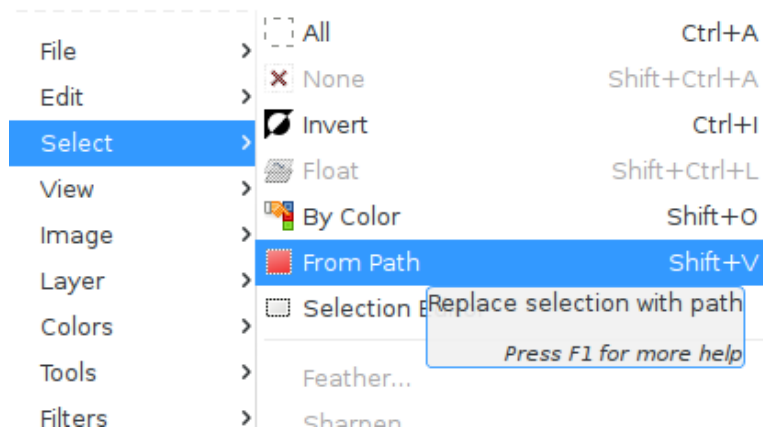 File
Edit
Select
View
Image
Layer
Colors
Tools
Filters
All Ctrl+A
None Shift+Ctrl+A
Invert Ctrl+I
Float Shift+Ctrl+L
By Color Shift+O
From Path Shift+V
Selection
Replace selection with path
Press F1 for more help
Feather...
Sharpen